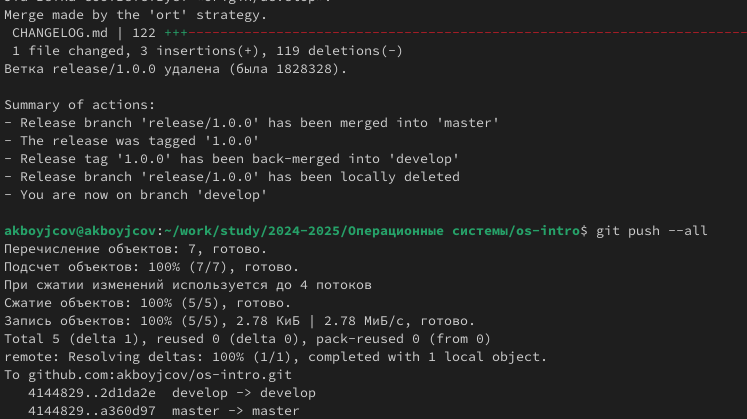 Merge made by the 'ort' strategy.
CHANGELOG.md | 122 +++-----------------------------------------------------------------------
1 file changed, 3 insertions(+), 119 deletions(-)
Ветка release/1.0.0 удалена (была 1828328).
Summary of actions:
- Release branch 'release/1.0.0' has been merged into 'master'
- The release was tagged '1.0.0'
- Release tag '1.0.0' has been back-merged into 'develop'
- Release branch 'release/1.0.0' has been locally deleted
- You are now on branch 'develop'
akboyjcov@akboyjcov:~/work/study/2024-2025/Операционные системы/os-intro$ git push --all
Перечисление объектов: 7, готово.
Подсчет объектов: 100% (7/7), готово.
При сжатии изменений используется до 4 потоков
Сжатие объектов: 100% (5/5), готово.
Запись объектов: 100% (5/5), 2.78 КиБ | 2.78 МиБ/с, готово.
Total 5 (delta 1), reused 0 (delta 0), pack-reused 0 (from 0)
remote: Resolving deltas: 100% (1/1), completed with 1 local object.
To github.com:akboyjcov/os-intro.git
4144829..2d1da2e  develop -> develop
4144829..a360d97  master -> master